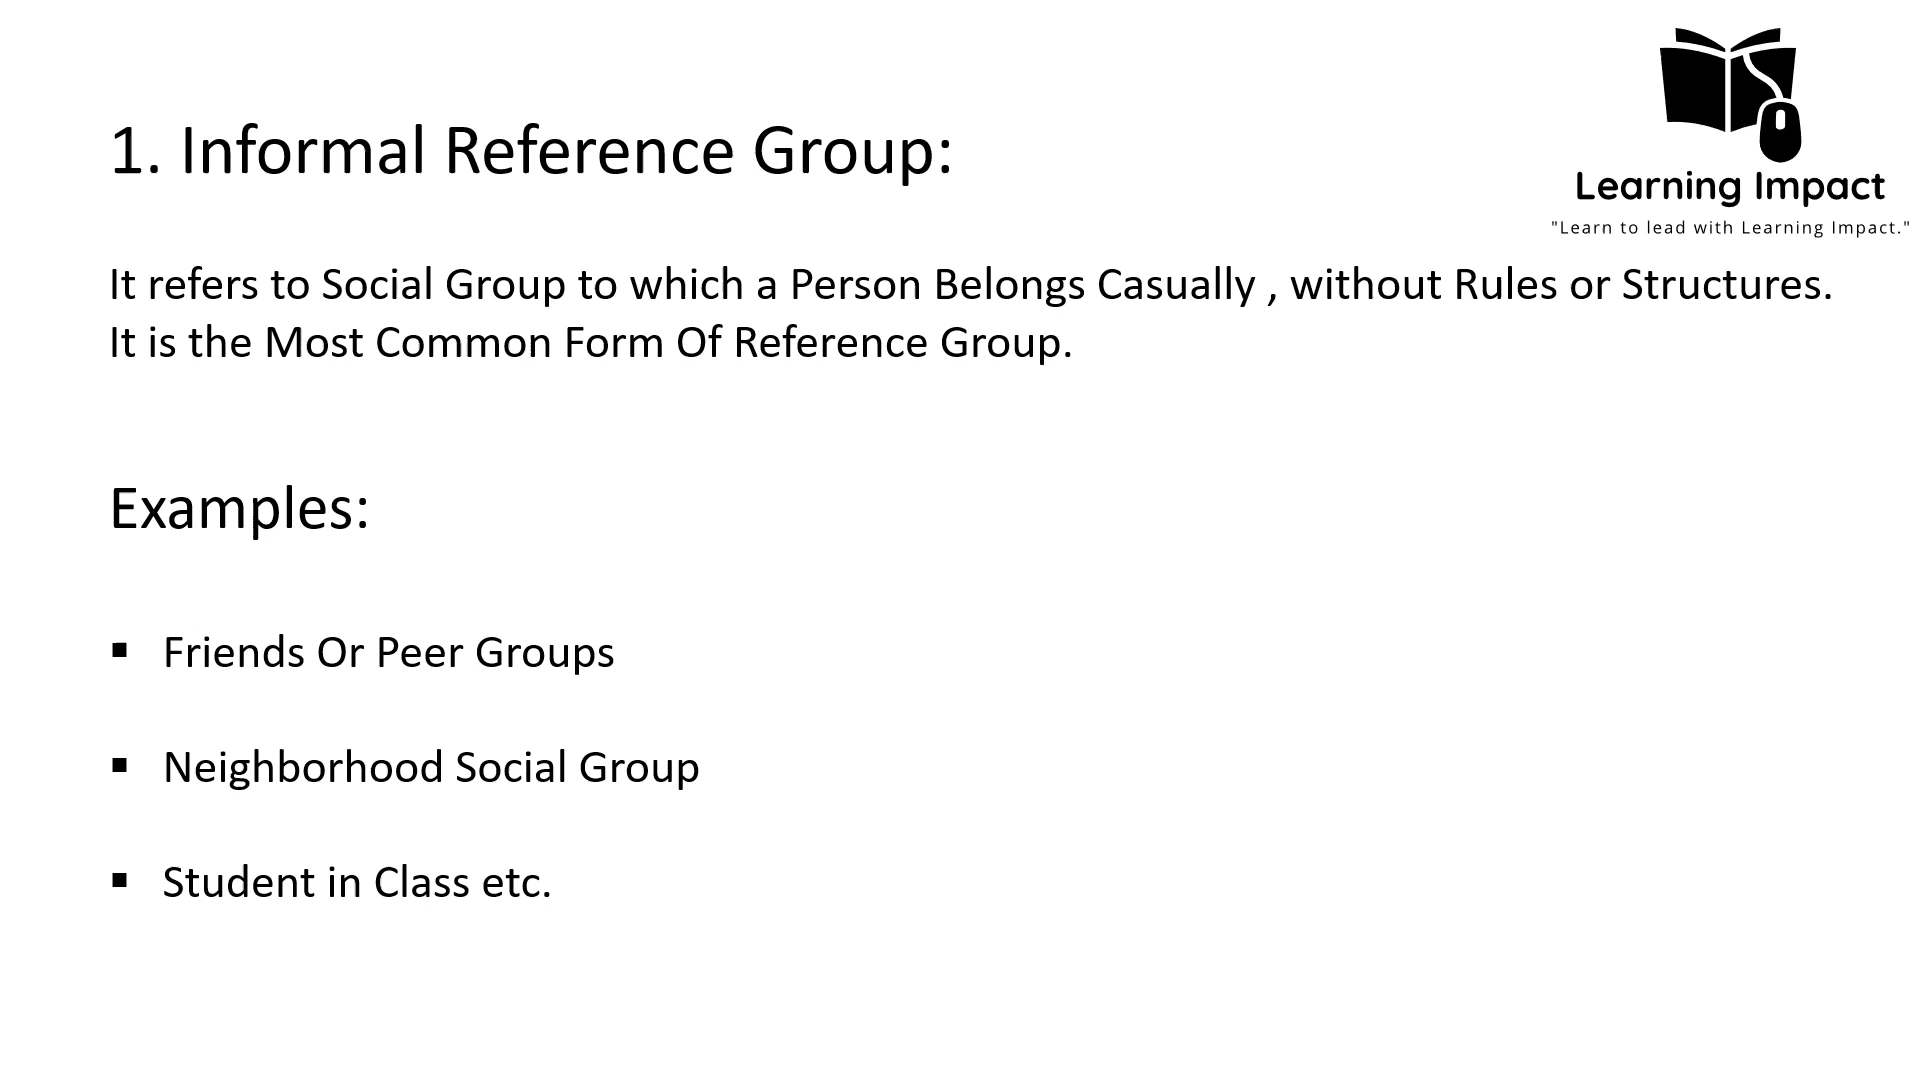 Learning Impact
"Learn to lead with Learning Impact."
1. Informal Reference Group:
It refers to Social Group to which a Person Belongs Casually , without Rules or Structures.
It is the Most Common Form Of Reference Group.
Examples:
▪ Friends Or Peer Groups
▪ Neighborhood Social Group
▪ Student in Class etc.